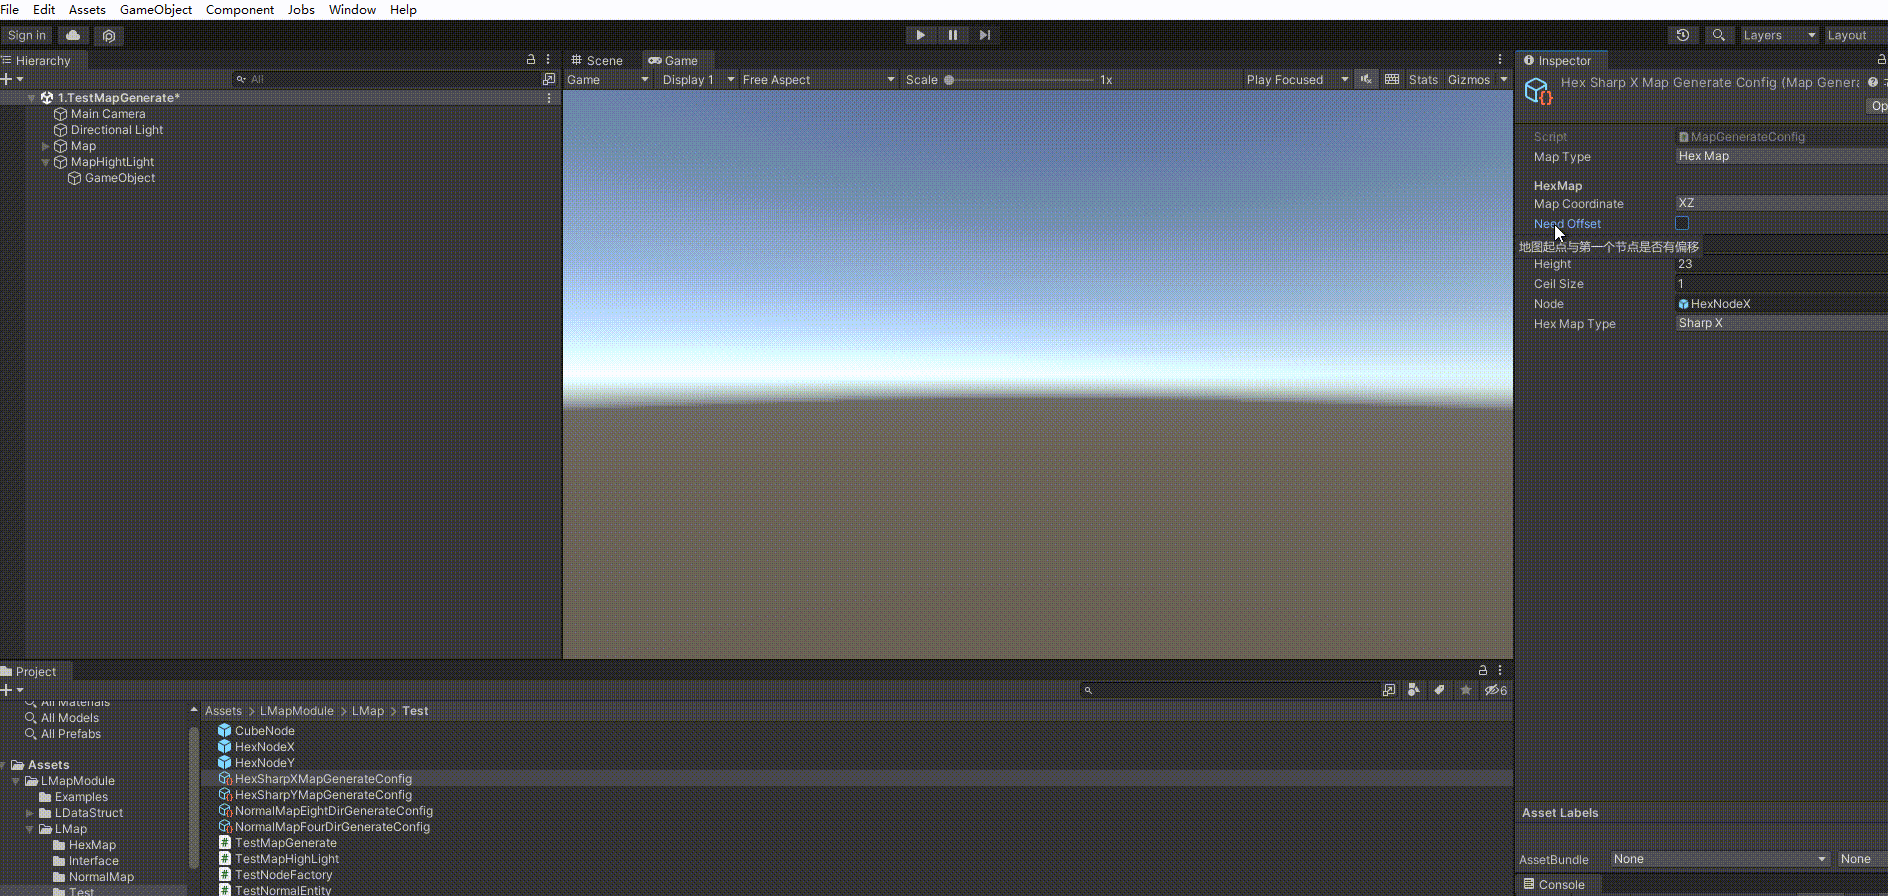 File Edit Assets GameObject Component Jobs Window Help
Sign in
Layers
Layout
Hierarchy
All
1.TestMapGenerate*
Main Camera
Directional Light
Map
MapHightLight
GameObject
Scene Game
Game Display 1 Free Aspect Scale 1x Play Focused Stats Gizmos
Inspector
Hex Sharp X Map Generate Config (Map Genera
Op
Script MapGenerateConfig
Map Type Hex Map
HexMap
Map Coordinate XZ
Need Offset
地图起点与第一个节点是否有偏移
Height 23
Ceil Size 1
Node HexNodeX
Hex Map Type Sharp X
Project
6
All Materials
All Models
All Prefabs
Assets
LMapModule
Examples
LDataStruct
LMap
HexMap
Interface
NormalMap
Test
Assets > LMapModule > LMap > Test
CubeNode
HexNodeX
HexNodeY
HexSharpXMapGenerateConfig
HexSharpYMapGenerateConfig
NormalMapEightDirGenerateConfig
NormalMapFourDirGenerateConfig
TestMapGenerate
TestMapHighLight
TestNodeFactory
TestNormalEntity
Asset Labels
AssetBundle None None
Console